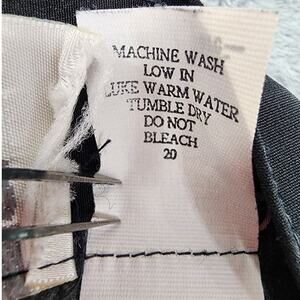 MACHINE WASH
LOW IN
LUKE WARM WATER
TUMBLE DRY
DO NOT
BLEACH
20